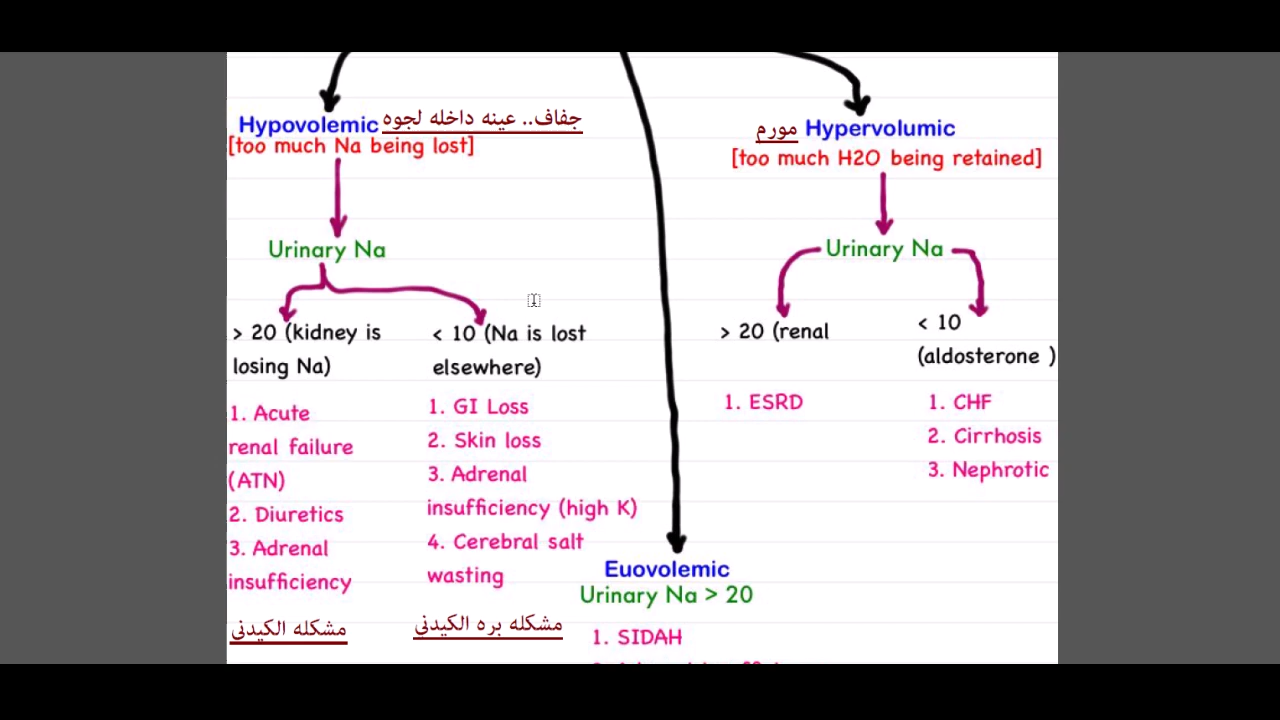 Hypovolemic جفاف.. عينه داخله لجوه
[too much Na being lost]
Urinary Na
> 20 (kidney is
losing Na)
1. Acute
renal failure
(ATN)
2. Diuretics
3. Adrenal
insufficiency
مشكله الكيدني
< 10 (Na is lost
elsewhere)
1. GI Loss
2. Skin loss
3. Adrenal
insufficiency (high K)
4. Cerebral salt
wasting
مشكله بره الكيدني
Euovolemic
Urinary Na > 20
1. SIDAH
مورم Hypervolumic
[too much H2O being retained]
Urinary Na
> 20 (renal
1. ESRD
< 10
(aldosterone )
1. CHF
2. Cirrhosis
3. Nephrotic